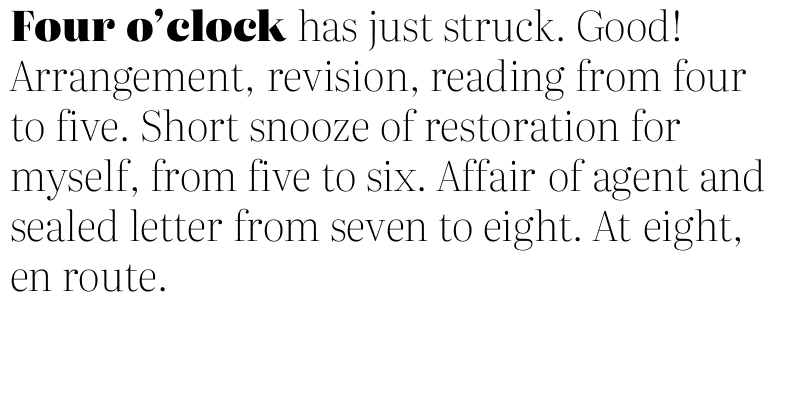 Four o’clock has just struck. Good!
Arrangement, revision, reading from four
to five. Short snooze of restoration for
myself, from five to six. Affair of agent and
sealed letter from seven to eight. At eight,
en route.